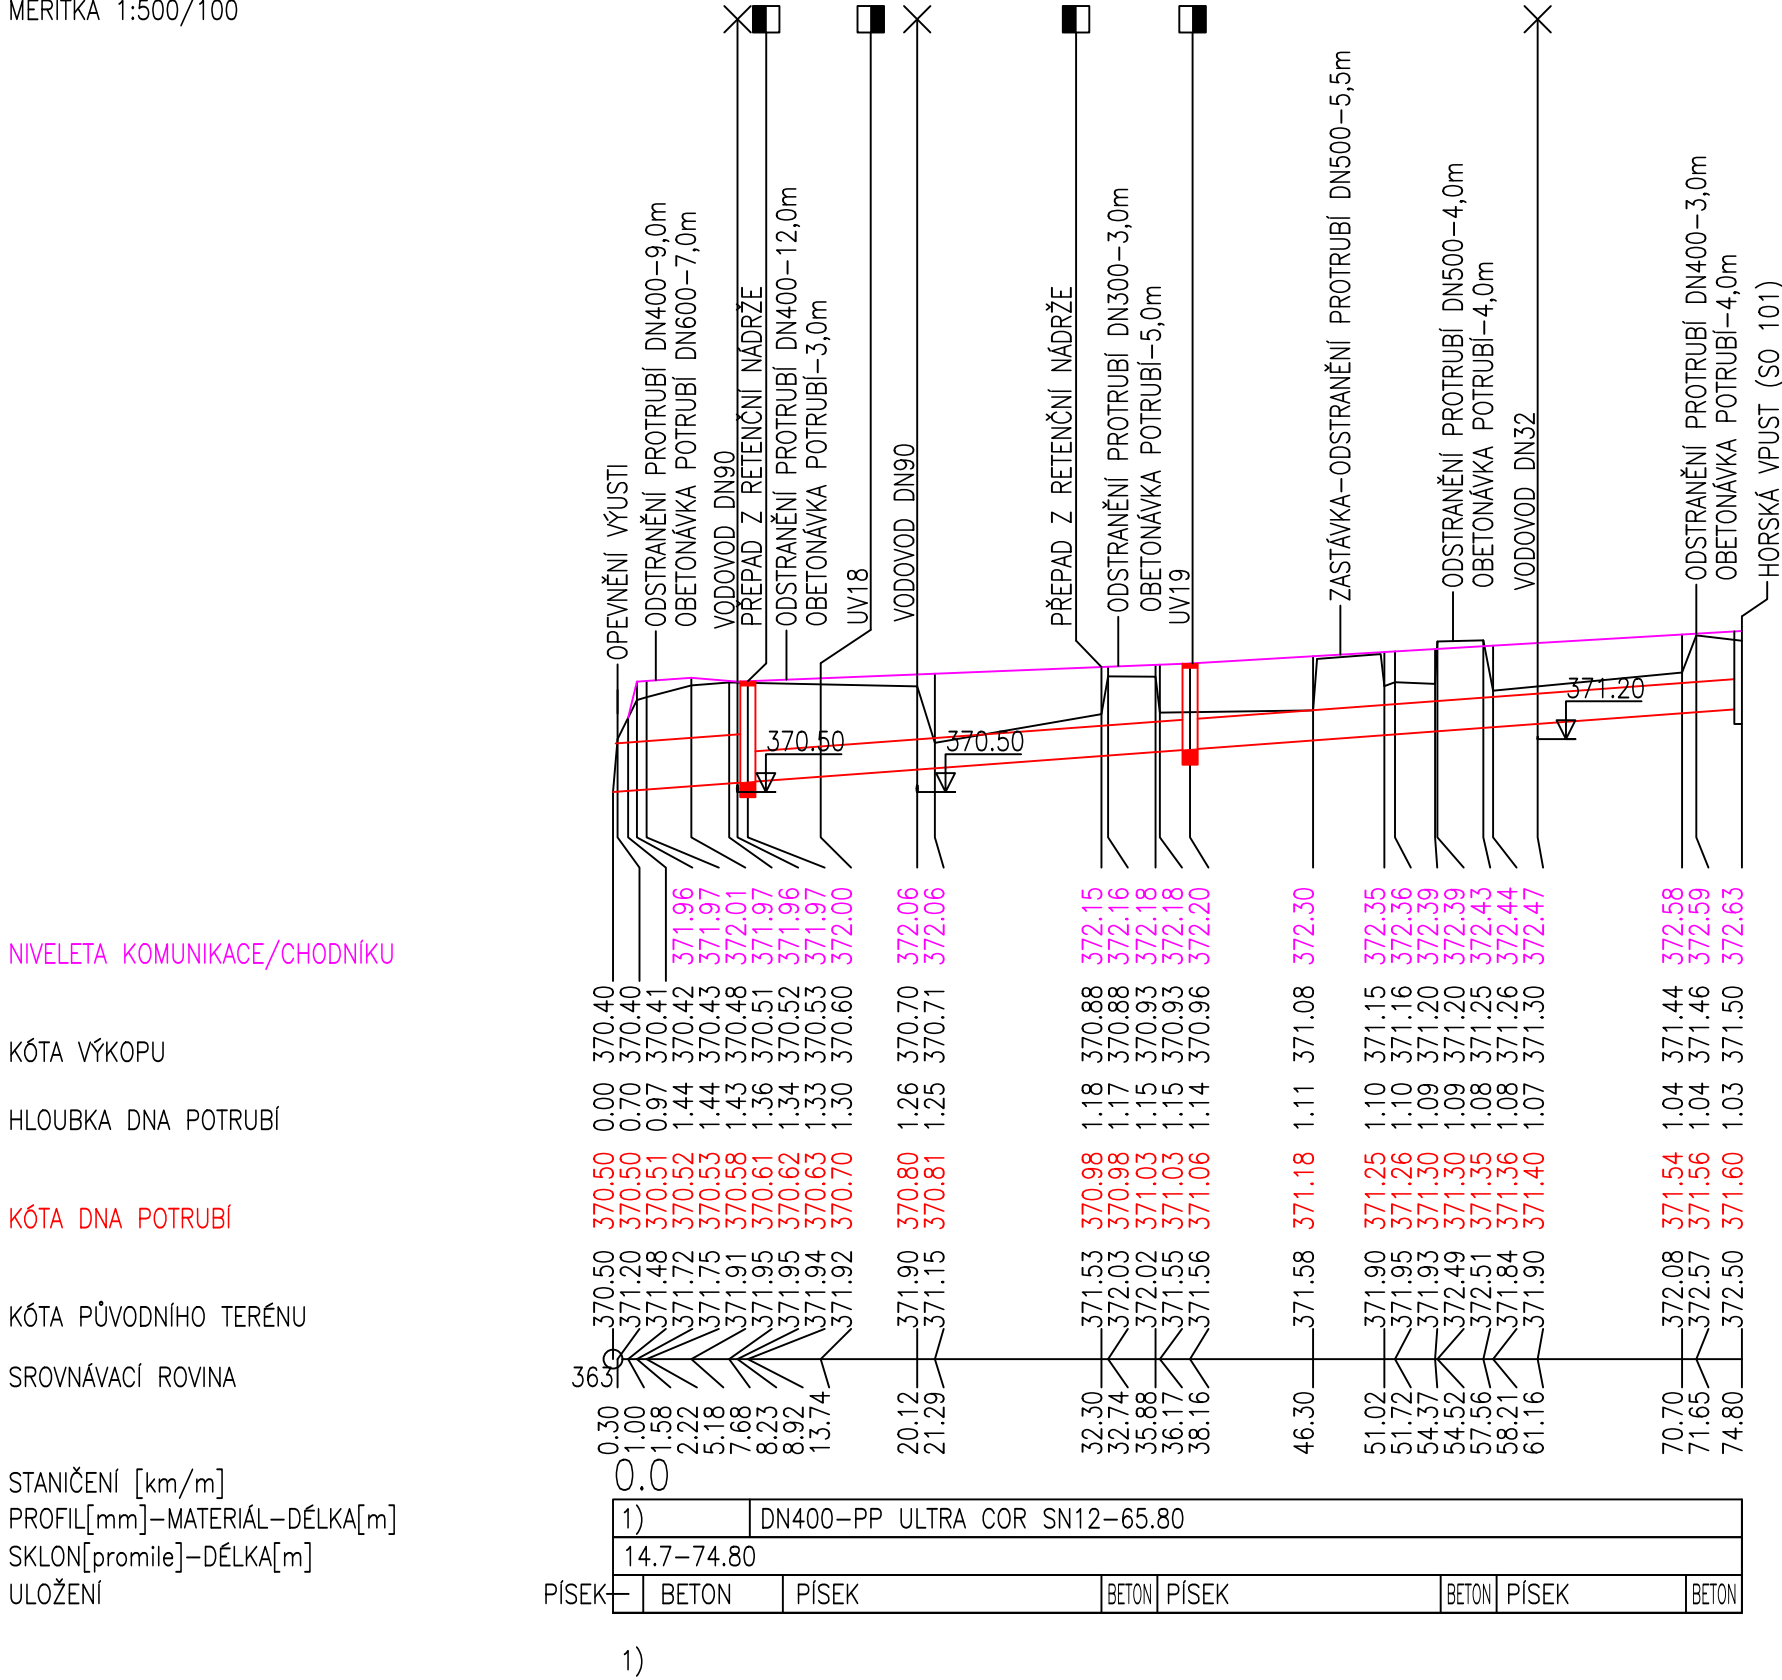 MĚŘÍTKA 1:500/100
OPEVNĚNÍ VÝUSTI
ODSTRANĚNÍ PROTRUBÍ DN400-9,0m
OBETONÁVKA POTRUBÍ DN600-7,0m
VODOVOD DN90
PŘEPAD Z RETENČNÍ NÁDRŽE
ODSTRANĚNÍ PROTRUBÍ DN400-12,0m
OBETONÁVKA POTRUBÍ-3,0m
UV18
VODOVOD DN90
PŘEPAD Z RETENČNÍ NÁDRŽE
ODSTRANĚNÍ PROTRUBÍ DN300-3,0m
OBETONÁVKA POTRUBÍ-5,0m
UV19
ZASTÁVKA-ODSTRANĚNÍ PROTRUBÍ DN500-5,5m
ODSTRANĚNÍ PROTRUBÍ DN500-4,0m
OBETONÁVKA POTRUBÍ-4,0m
VODOVOD DN32
ODSTRANĚNÍ PROTRUBÍ DN400-3,0m
OBETONÁVKA POTRUBÍ-4,0m
HORSKÁ VPUST (SO 101)
370.50
370.50
371.20
NIVELETA KOMUNIKACE/CHODNÍKU 371.96 371.97 372.01 371.97 371.96 371.97 372.00 372.06 372.06 372.15 372.16 372.18 372.18 372.20 372.30 372.35 372.36 372.39 372.39 372.43 372.44 372.47 372.58 372.59 372.63
KÓTA VÝKOPU 370.40 370.40 370.41 370.42 370.43 370.48 370.51 370.52 370.53 370.60 370.70 370.71 370.88 370.88 370.93 370.93 370.96 371.08 371.15 371.16 371.20 371.20 371.25 371.26 371.30 371.44 371.46 371.50
HLOUBKA DNA POTRUBÍ 0.00 0.70 0.97 1.44 1.44 1.43 1.36 1.34 1.33 1.30 1.26 1.25 1.18 1.17 1.15 1.15 1.14 1.11 1.10 1.10 1.09 1.09 1.08 1.08 1.07 1.04 1.04 1.03
KÓTA DNA POTRUBÍ 370.50 370.50 370.51 370.52 370.53 370.58 370.61 370.62 370.63 370.70 370.80 370.81 370.98 370.98 371.03 371.03 371.06 371.18 371.25 371.26 371.30 371.30 371.35 371.36 371.40 371.54 371.56 371.60
KÓTA PŮVODNÍHO TERÉNU 370.50 371.20 371.48 371.72 371.75 371.91 371.95 371.95 371.94 371.92 371.90 371.15 371.53 372.03 372.02 371.55 371.56 371.58 371.90 371.95 371.93 372.49 372.51 371.84 371.90 372.08 372.57 372.50
SROVNÁVACÍ ROVINA 363
0.30 1.00 1.58 2.22 5.18 7.68 8.23 8.92 13.74 20.12 21.29 32.30 32.74 35.88 36.17 38.16 46.30 51.02 51.72 54.37 54.52 57.56 58.21 61.16 70.70 71.65 74.80
STANIČENÍ [km/m] 0.0
PROFIL[mm]-MATERIÁL-DÉLKA[m] 1) DN400-PP ULTRA COR SN12-65.80
SKLON[promile]-DÉLKA[m] 14.7-74.80
ULOŽENÍ PÍSEK BETON PÍSEK BETON PÍSEK BETON PÍSEK BETON
1)